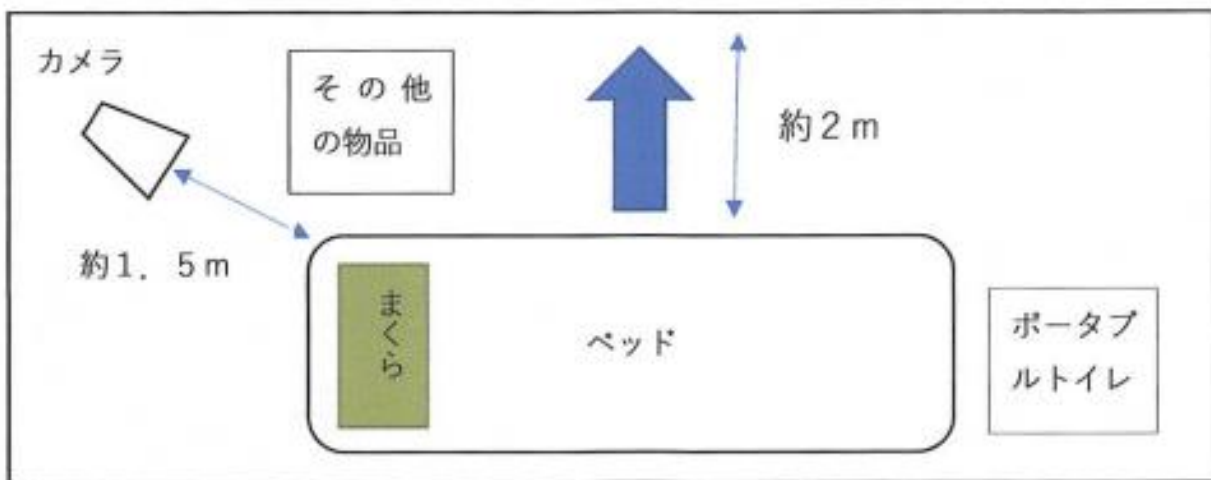 カメラ
その他
の物品
約2m
約1．5m
まくら
ベッド
ポータブ
ルトイレ